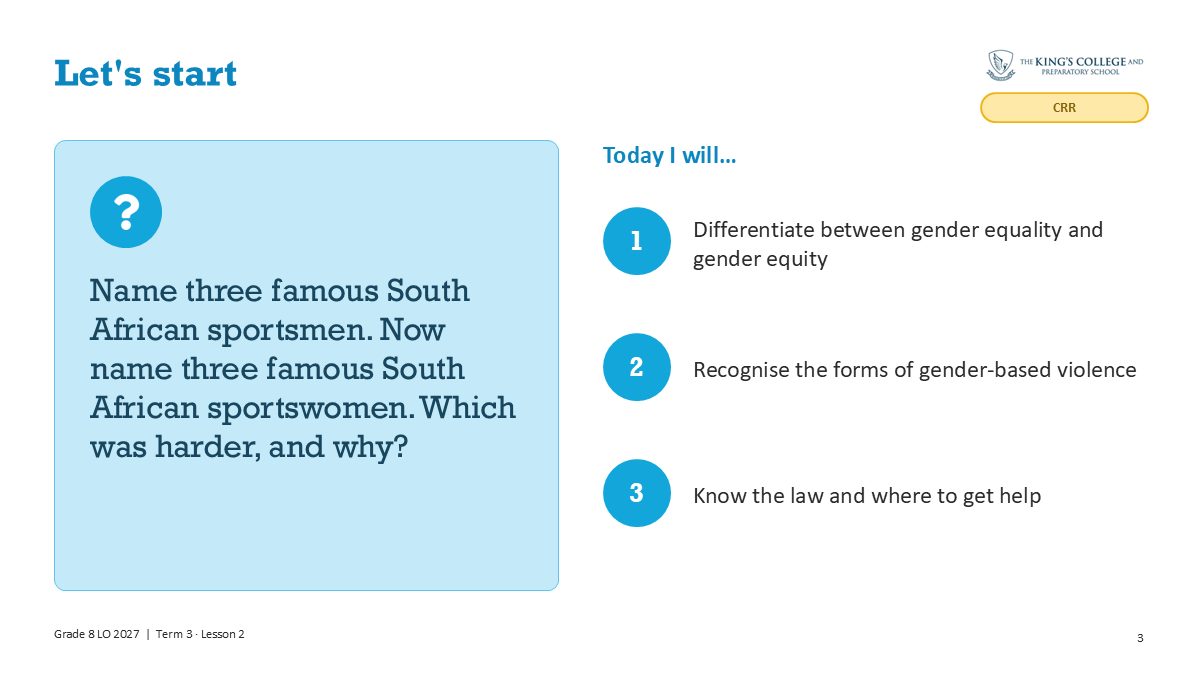 Let's start
THE KING'S COLLEGE AND
PREPARATORY SCHOOL
CRR
?
Name three famous South
African sportsmen. Now
name three famous South
African sportswomen. Which
was harder, and why?
Today I will...
1
Differentiate between gender equality and
gender equity
2
Recognise the forms of gender-based violence
3
Know the law and where to get help
Grade 8 LO 2027 | Term 3 · Lesson 2
3